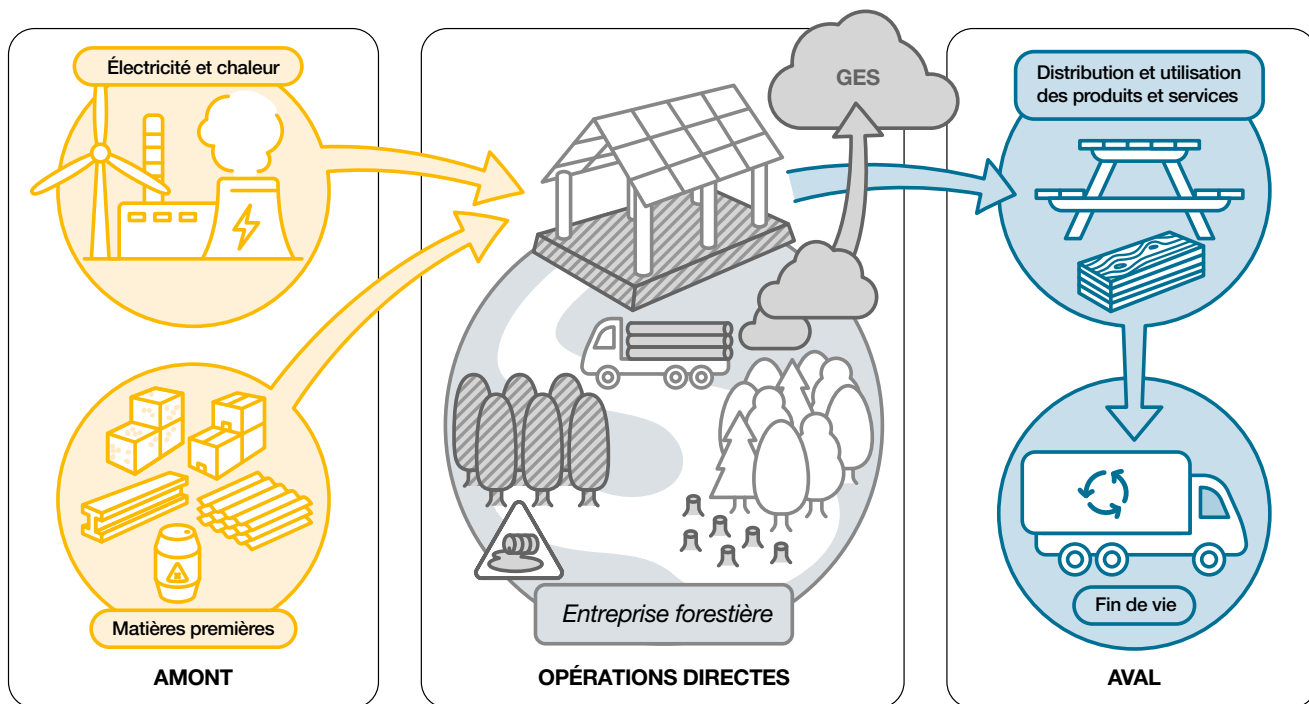 Électricité et chaleur
Matières premières
AMONT
GES
Entreprise forestière
OPÉRATIONS DIRECTES
Distribution et utilisation
des produits et services
Fin de vie
AVAL